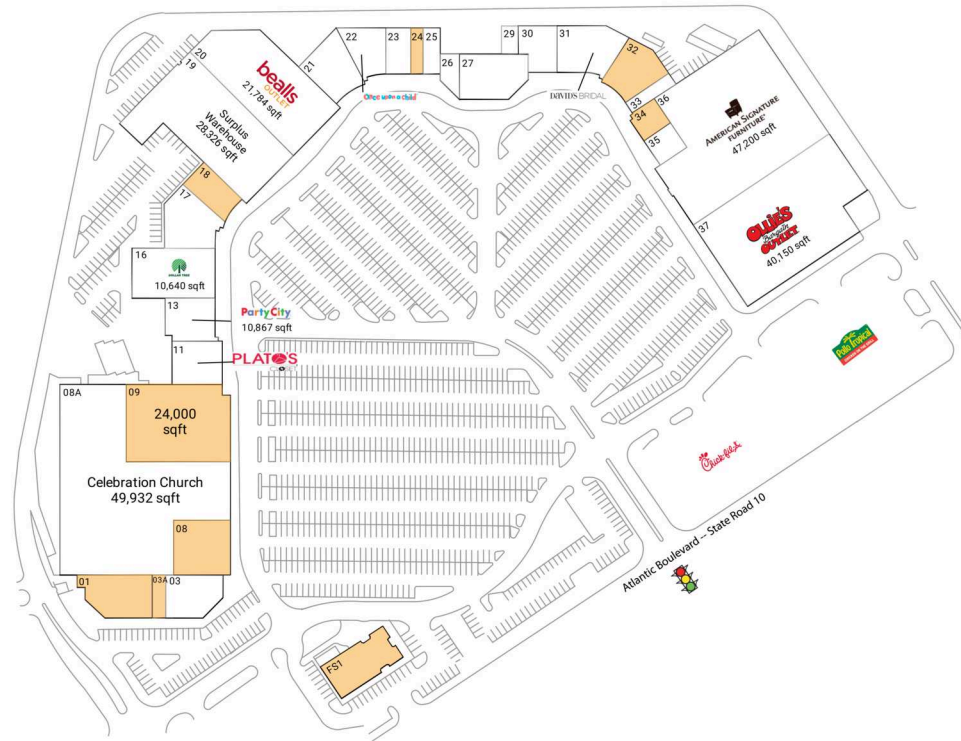 22
23
24
25
29
30
31
20
19
bealls
OUTLET
21,784 sqft
Surplus
Warehouse
28,326 sqft
21
26
27
32
Once upon a child
DAVID'S BRIDAL
33
34
35
36
AMERICAN SIGNATURE
FURNITURE
47,200 sqft
18
17
37
OLLIE'S
Bargain
OUTLET
40,150 sqft
16
DOLLAR TREE
10,640 sqft
13
PartyCity
10,867 sqft
11
PLATO'S
Pollo Tropical
08A
09
24,000
sqft
Chick-fil-A
Celebration Church
49,932 sqft
08
Atlantic Boulevard -- State Road 10
01
03A
03
FS1